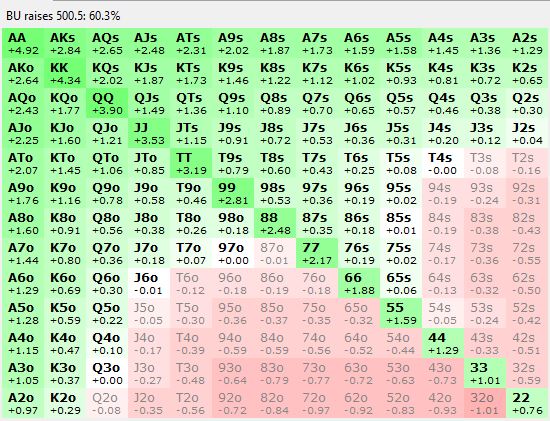 BU raises 500.5: 60.3%
AA AKs AQs AJs ATs A9s A8s A7s A6s A5s A4s A3s A2s
+4.92 +2.84 +2.65 +2.48 +2.31 +2.02 +1.87 +1.73 +1.59 +1.58 +1.45 +1.36 +1.29
AKo KK KQs KJs KTs K9s K8s K7s K6s K5s K4s K3s K2s
+2.64 +4.34 +2.02 +1.87 +1.73 +1.46 +1.22 +1.12 +1.02 +0.93 +0.81 +0.72 +0.65
AQo KQo QQ QJs QTs Q9s Q8s Q7s Q6s Q5s Q4s Q3s Q2s
+2.43 +1.77 +3.90 +1.49 +1.36 +1.10 +0.89 +0.70 +0.65 +0.57 +0.46 +0.38 +0.30
AJo KJo QJo JJ JTs J9s J8s J7s J6s J5s J4s J3s J2s
+2.25 +1.60 +1.21 +3.53 +1.15 +0.91 +0.72 +0.53 +0.36 +0.31 +0.20 +0.12 +0.04
ATo KTo QTo JTo TT T9s T8s T7s T6s T5s T4s T3s T2s
+2.07 +1.45 +1.06 +0.85 +3.19 +0.79 +0.60 +0.43 +0.25 +0.08 -0.00 -0.08 -0.16
A9o K9o Q9o J9o T9o 99 98s 97s 96s 95s 94s 93s 92s
+1.76 +1.16 +0.78 +0.58 +0.46 +2.81 +0.53 +0.36 +0.19 +0.02 -0.19 -0.24 -0.31
A8o K8o Q8o J8o T8o 98o 88 87s 86s 85s 84s 83s 82s
+1.60 +0.91 +0.56 +0.38 +0.26 +0.18 +2.48 +0.35 +0.18 -0.01 -0.19 -0.38 -0.43
A7o K7o Q7o J7o T7o 97o 87o 77 76s 75s 74s 73s 72s
+1.44 +0.80 +0.36 +0.18 +0.07 +0.00 -0.01 +2.17 +0.19 +0.02 -0.17 -0.36 -0.55
A6o K6o Q6o J6o T6o 96o 86o 76o 66 65s 64s 63s 62s
+1.29 +0.69 +0.30 -0.01 -0.12 -0.18 -0.19 -0.18 +1.88 +0.06 -0.13 -0.32 -0.50
A5o K5o Q5o J5o T5o 95o 85o 75o 65o 55 54s 53s 52s
+1.28 +0.59 +0.22 -0.05 -0.30 -0.36 -0.37 -0.35 -0.32 +1.59 -0.05 -0.24 -0.42
A4o K4o Q4o J4o T4o 94o 84o 74o 64o 54o 44 43s 42s
+1.15 +0.47 +0.10 -0.17 -0.39 -0.59 -0.59 -0.56 -0.52 -0.44 +1.29 -0.33 -0.51
A3o K3o Q3o J3o T3o 93o 83o 73o 63o 53o 43o 33 32s
+1.05 +0.37 +0.00 -0.27 -0.48 -0.64 -0.79 -0.77 -0.72 -0.63 -0.73 +1.01 -0.59
A2o K2o Q2o J2o T2o 92o 82o 72o 62o 52o 42o 32o 22
+0.97 +0.29 -0.08 -0.35 -0.56 -0.72 -0.84 -0.97 -0.92 -0.83 -0.93 -1.01 +0.76